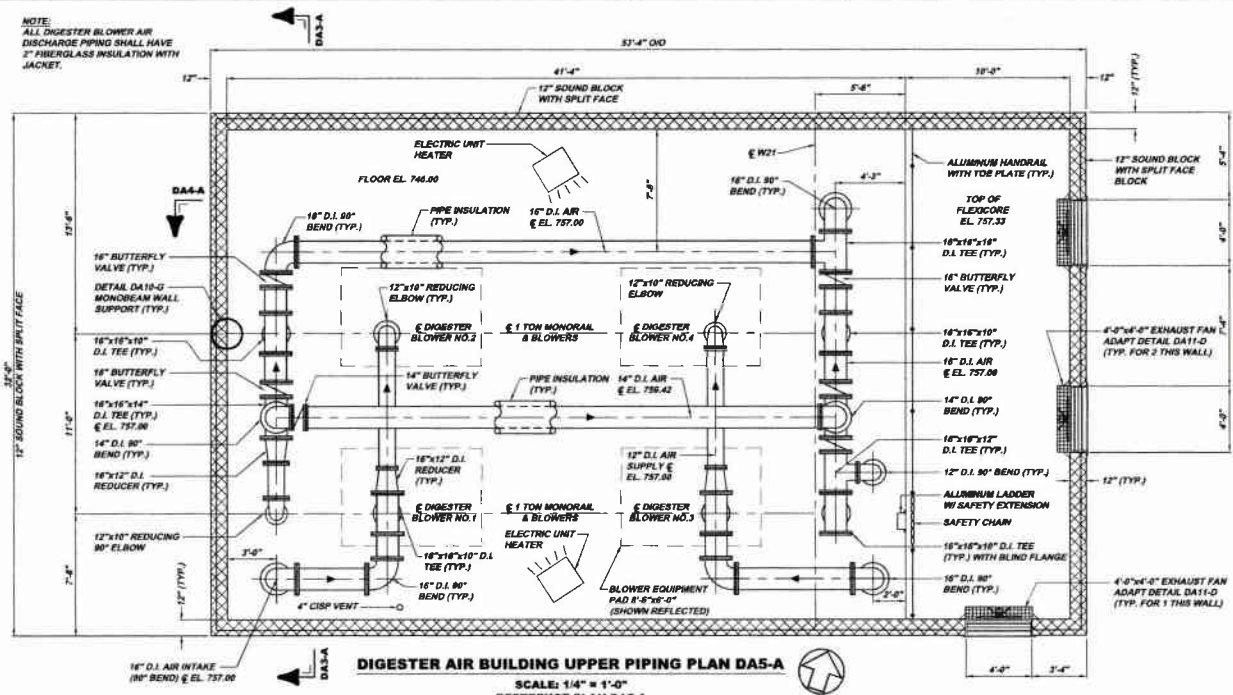 NOTE:
ALL DIGESTER BLOWER AIR
DISCHARGE PIPING SHALL HAVE
2" FIBERGLASS INSULATION WITH
JACKET.
DA3-A
53'-4" O/O
12"
41'-4"
10'-0"
12"
12" (TYP.)
12" SOUND BLOCK
WITH SPLIT FACE
5'-6"
ELECTRIC UNIT
HEATER
FLOOR EL. 746.00
℄ W21
16" D.I. 90°
BEND (TYP.)
4'-3"
7'-8"
ALUMINUM HANDRAIL
WITH TOE PLATE (TYP.)
TOP OF
FLEXICORE
EL. 757.33
12" SOUND BLOCK
WITH SPLIT FACE
BLOCK
5'-4"
4'-0"
7'-4"
4'-0"
DA4-A
13'-6"
11'-0"
7'-6"
32'-0"
12" SOUND BLOCK WITH SPLIT FACE
16" D.I. 90°
BEND (TYP.)
PIPE INSULATION
(TYP.)
16" D.I. AIR
℄ EL. 757.00
16"x16"x16"
D.I. TEE (TYP.)
16" BUTTERFLY
VALVE (TYP.)
16" BUTTERFLY
VALVE (TYP.)
DETAIL DA10-G
MONOBEAM WALL
SUPPORT (TYP.)
12"x10" REDUCING
ELBOW (TYP.)
12"x10" REDUCING
ELBOW
℄ DIGESTER
BLOWER NO.2
℄ 1 TON MONORAIL
& BLOWERS
℄ DIGESTER
BLOWER NO.4
16"x16"x10"
D.I. TEE (TYP.)
16"x16"x10"
D.I. TEE (TYP.)
4'-0"x4'-0" EXHAUST FAN
ADAPT DETAIL DA11-D
(TYP. FOR 2 THIS WALL)
16" BUTTERFLY
VALVE (TYP.)
16" D.I. AIR
℄ EL. 757.00
14" BUTTERFLY
VALVE (TYP.)
PIPE INSULATION
(TYP.)
14" D.I. AIR
℄ EL. 756.42
16"x16"x14"
D.I. TEE (TYP.)
℄ EL. 757.00
14" D.I. 90°
BEND (TYP.)
14" D.I. 90°
BEND (TYP.)
16"x12" D.I.
REDUCER (TYP.)
16"x12" D.I.
REDUCER
(TYP.)
12" D.I. AIR
SUPPLY ℄
EL. 757.00
16"x16"x12"
D.I. TEE (TYP.)
12" D.I. 90° BEND (TYP.)
12" (TYP.)
℄ DIGESTER
BLOWER NO.1
℄ 1 TON MONORAIL
& BLOWERS
℄ DIGESTER
BLOWER NO.3
ALUMINUM LADDER
W/ SAFETY EXTENSION
SAFETY CHAIN
12"x10" REDUCING
90° ELBOW
ELECTRIC UNIT
HEATER
3'-0"
16"x16"x10" D.I.
TEE (TYP.)
16"x16"x10" D.I. TEE
(TYP.) WITH BLIND FLANGE
12" (TYP.)
16" D.I. 90°
BEND (TYP.)
4" CISP VENT
BLOWER EQUIPMENT
PAD 8'-6"x6'-0"
(SHOWN REFLECTED)
16" D.I. 90°
BEND (TYP.)
2'-0"
4'-0"x4'-0" EXHAUST FAN
ADAPT DETAIL DA11-D
(TYP. FOR 1 THIS WALL)
16" D.I. AIR INTAKE
(90° BEND) ℄ EL. 757.00
DA3-A
4'-0"
3'-4"
DIGESTER AIR BUILDING UPPER PIPING PLAN DA5-A
SCALE: 1/4" = 1'-0"